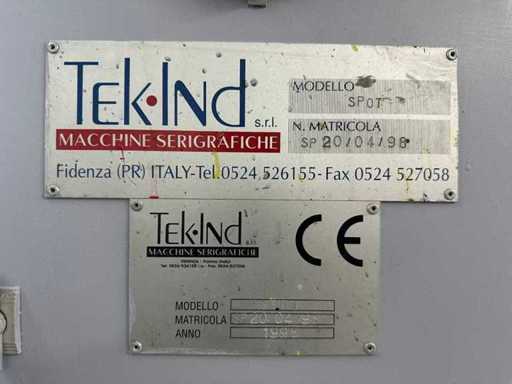 Tek·Ind s.r.l.
MACCHINE SERIGRAFICHE
MODELLO
SPOT
N. MATRICOLA
SP 20/04/98
Fidenza (PR) ITALY-Tel.0524 526155-Fax 0524 527058
Tek·Ind s.r.l.
MACCHINE SERIGRAFICHE
CE
MODELLO
MATRICOLA
ANNO